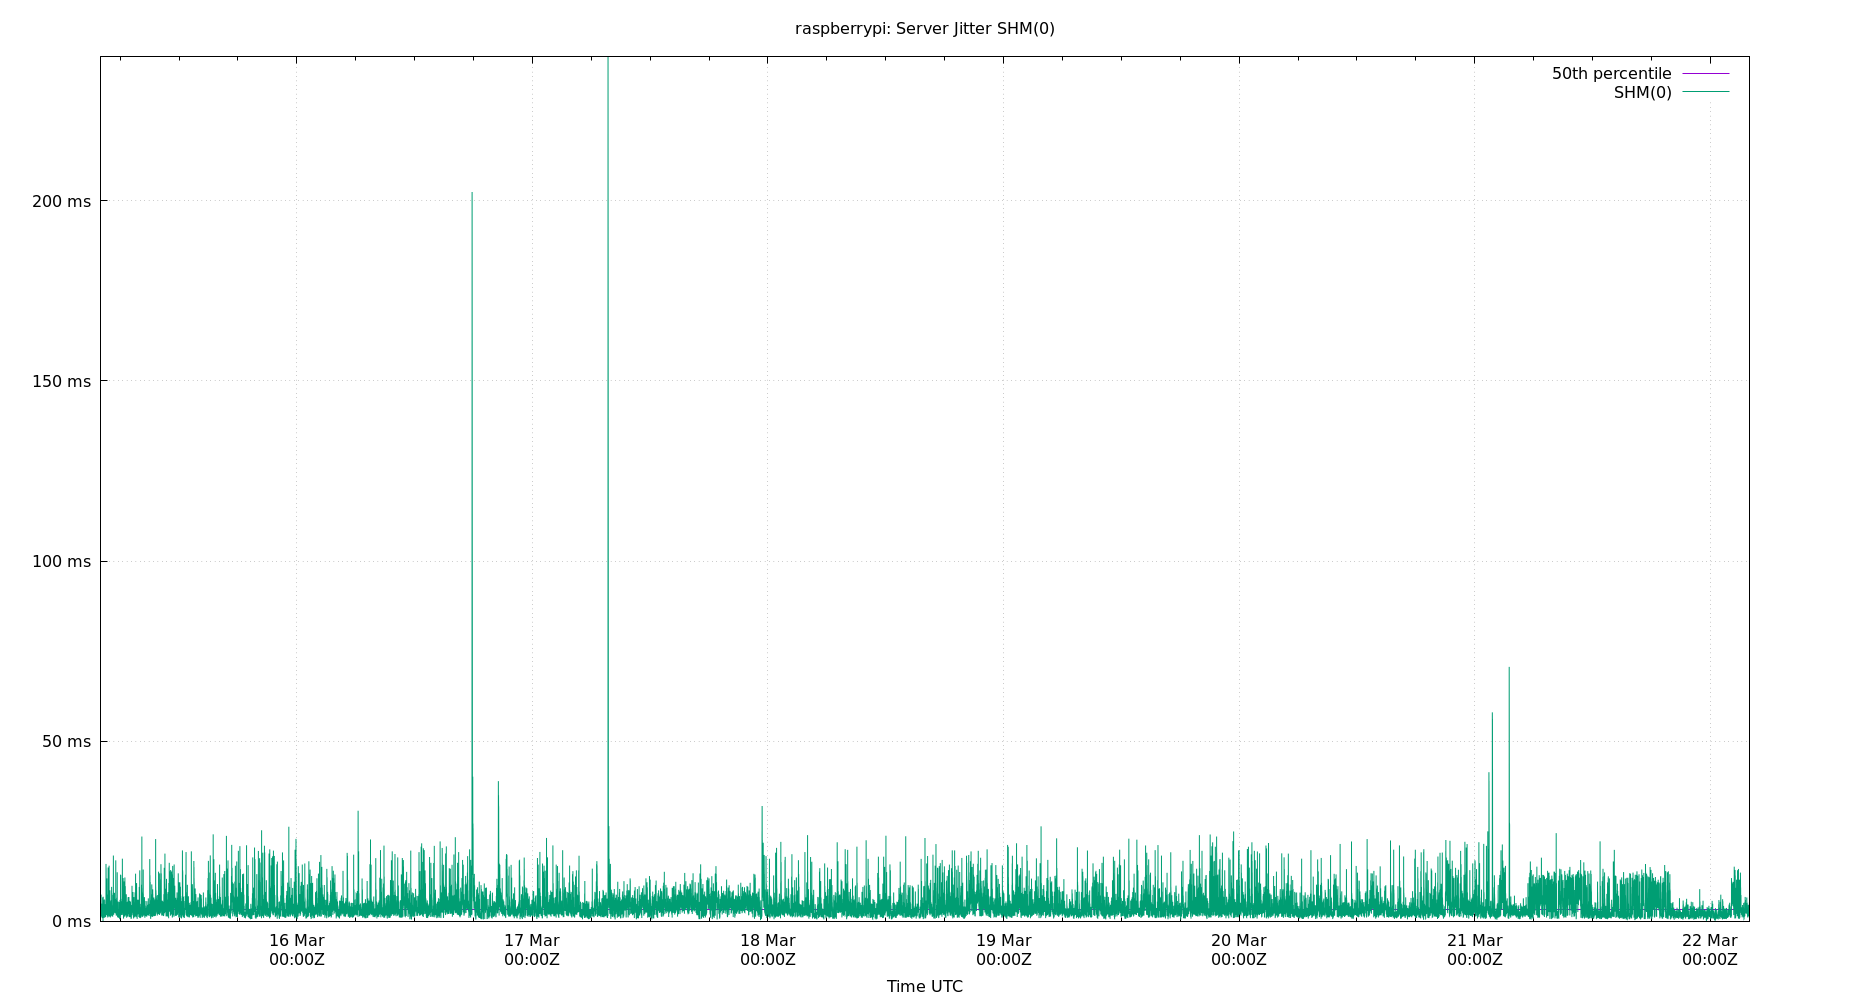 raspberrypi: Server Jitter SHM(0)
50th percentile
SHM(0)
200 ms
150 ms
100 ms
50 ms
0 ms
16 Mar 17 Mar 18 Mar 19 Mar 20 Mar 21 Mar 22 Mar
00:00Z 00:00Z 00:00Z 00:00Z 00:00Z 00:00Z 00:00Z
Time UTC